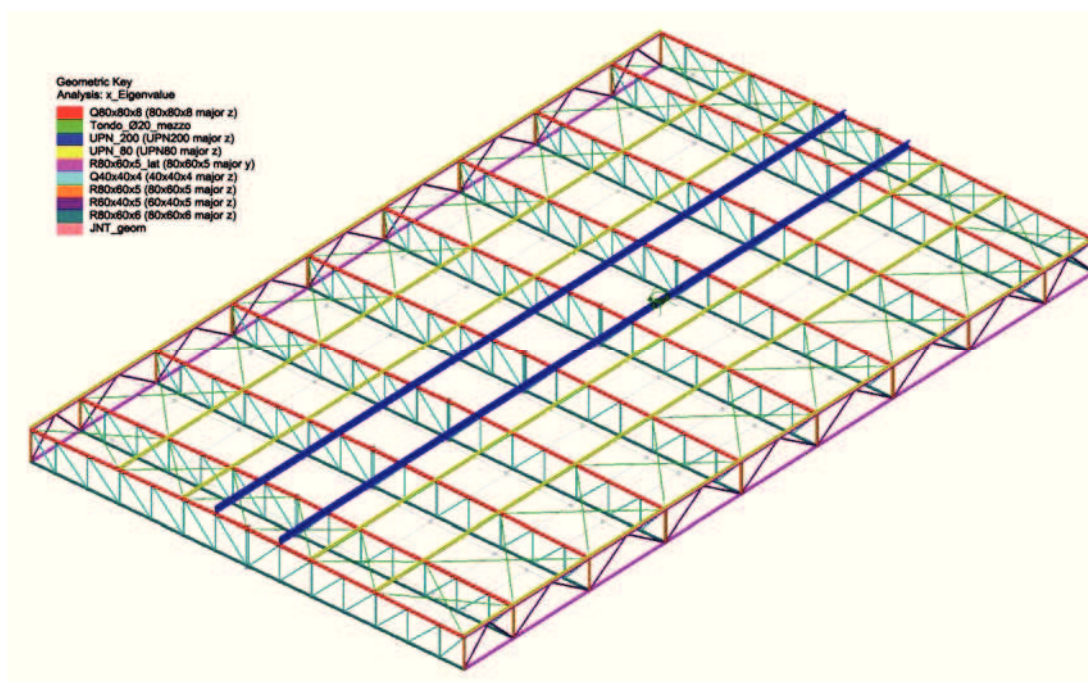 Geometric Key
Analysis: x_Eigenvalue
Q80x80x8 (80x80x8 major z)
Tondo_Ø20_mezzo
UPN_200 (UPN200 major z)
UPN_80 (UPN80 major z)
R80x60x5_lat (80x60x5 major y)
Q40x40x4 (40x40x4 major z)
R80x60x5 (80x60x5 major z)
R60x40x5 (60x40x5 major z)
R80x60x6 (80x60x6 major z)
JNT_geom